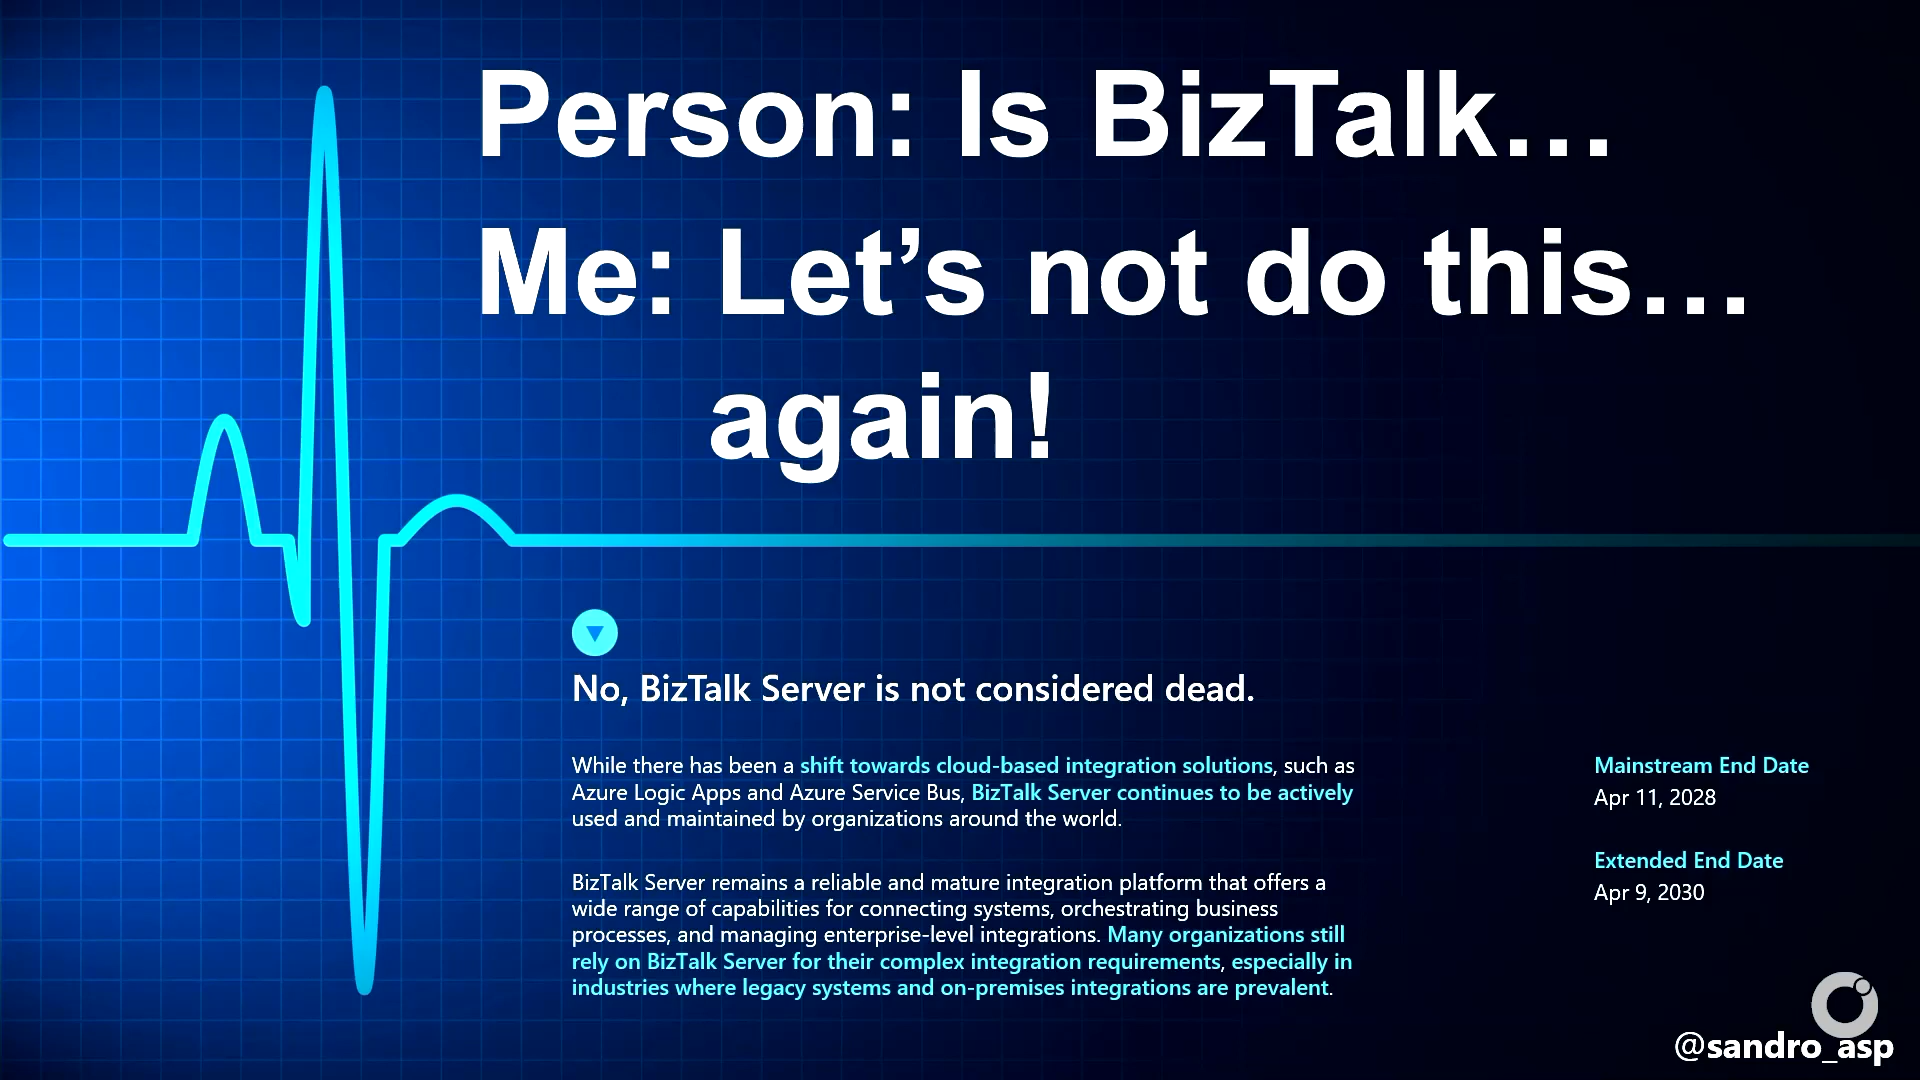 Person: Is BizTalk…
Me: Let’s not do this…
again!
No, BizTalk Server is not considered dead.
While there has been a shift towards cloud-based integration solutions, such as
Azure Logic Apps and Azure Service Bus, BizTalk Server continues to be actively
used and maintained by organizations around the world.
BizTalk Server remains a reliable and mature integration platform that offers a
wide range of capabilities for connecting systems, orchestrating business
processes, and managing enterprise-level integrations. Many organizations still
rely on BizTalk Server for their complex integration requirements, especially in
industries where legacy systems and on-premises integrations are prevalent.
Mainstream End Date
Apr 11, 2028
Extended End Date
Apr 9, 2030
@sandro_asp